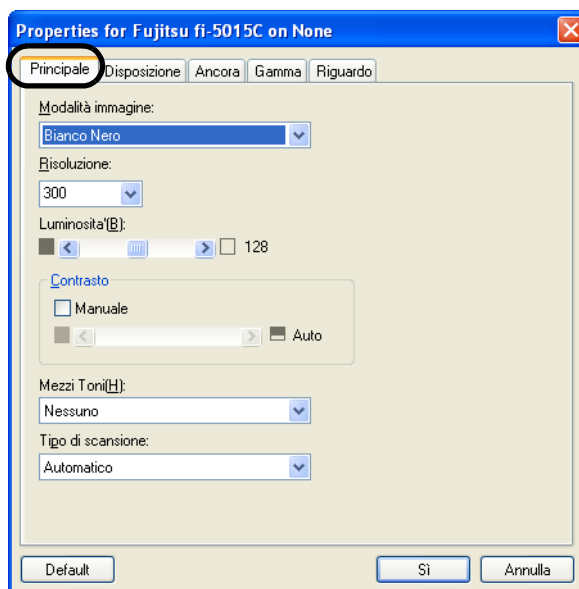 Properties for Fujitsu fi-5015C on None
Principale Disposizione Ancora Gamma Riguardo
Modalità immagine:
Bianco Nero
Risoluzione:
300
Luminosita'(B):
128
Contrasto
Manuale
Auto
Mezzi Toni(H):
Nessuno
Tipo di scansione:
Automatico
Default Sì Annulla